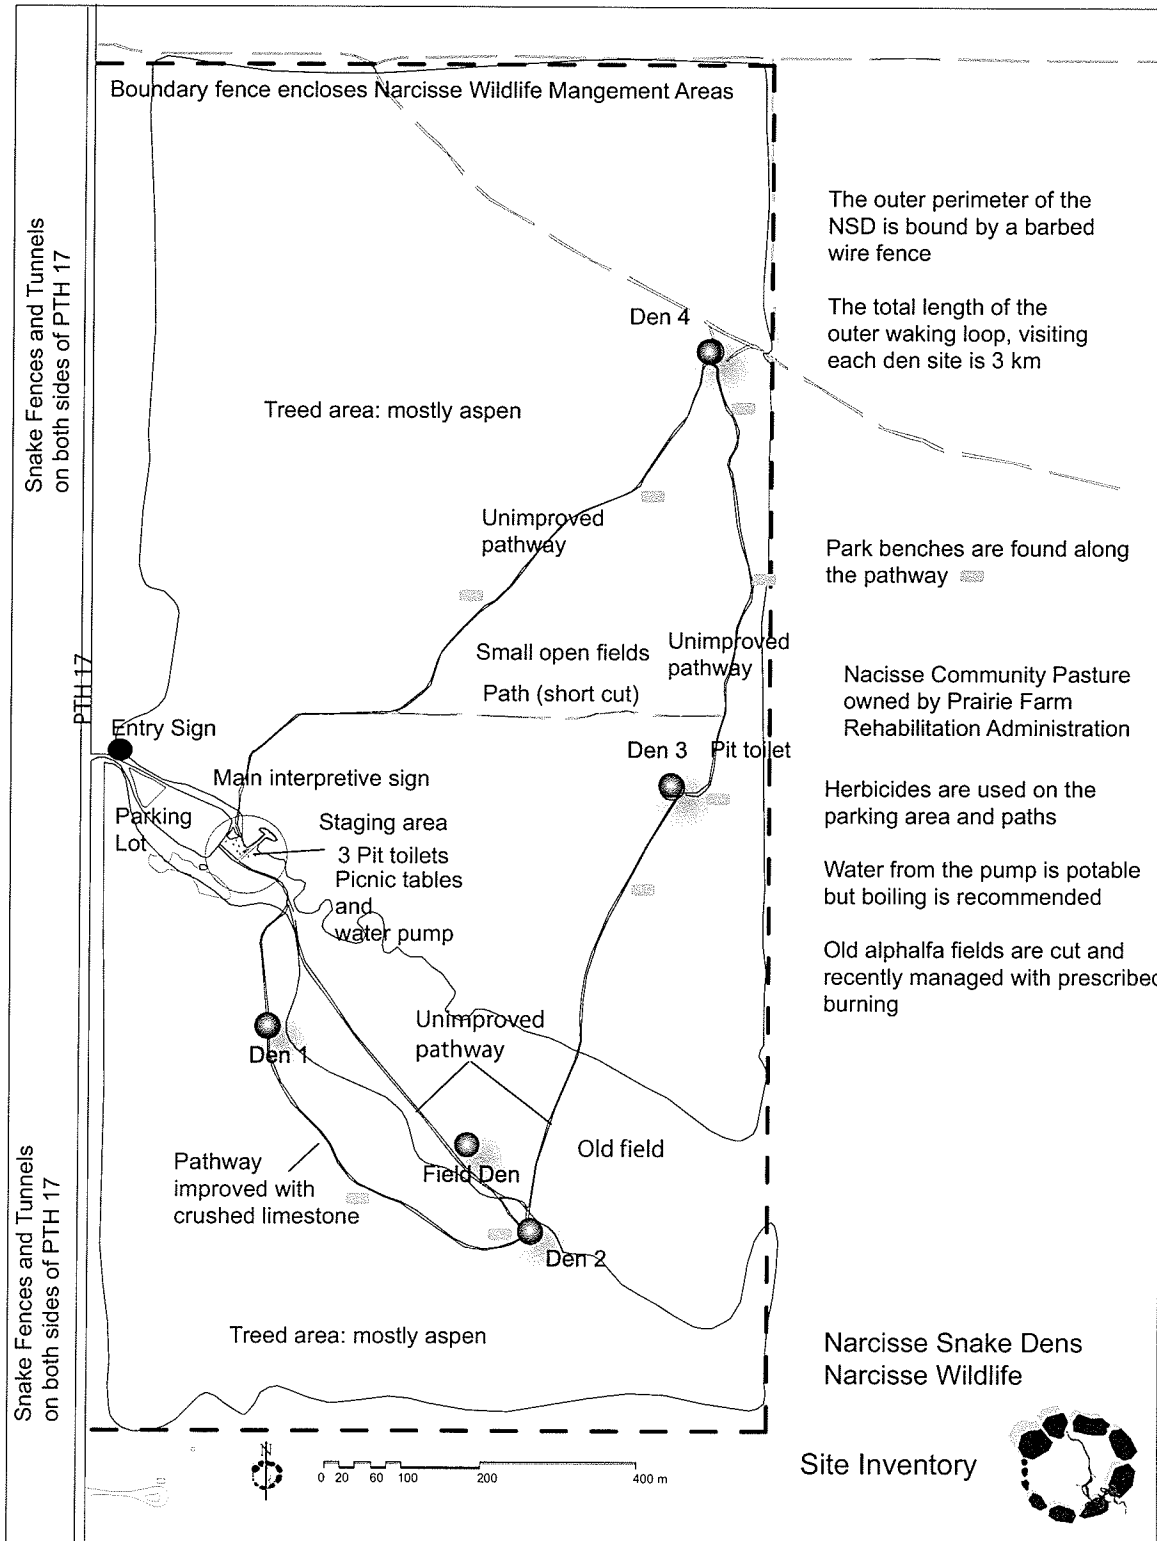 Boundary fence encloses Narcisse Wildlife Mangement Areas
Snake Fences and Tunnels
on both sides of PTH 17
The outer perimeter of the
NSD is bound by a barbed
wire fence
The total length of the
outer waking loop, visiting
each den site is 3 km
Den 4
Treed area: mostly aspen
Unimproved
pathway
Park benches are found along
the pathway
Small open fields
Unimproved
pathway
Path (short cut)
PTH 17
Nacisse Community Pasture
owned by Prairie Farm
Rehabilitation Administration
Entry Sign
Den 3
Pit toilet
Main interpretive sign
Herbicides are used on the
parking area and paths
Parking
Lot
Staging area
3 Pit toilets
Picnic tables
and
water pump
Water from the pump is potable
but boiling is recommended
Old alphalfa fields are cut and
recently managed with prescribed
burning
Unimproved
pathway
Den 1
Old field
Field Den
Pathway
improved with
crushed limestone
Den 2
Snake Fences and Tunnels
on both sides of PTH 17
Treed area: mostly aspen
Narcisse Snake Dens
Narcisse Wildlife
Site Inventory
N
0 20 60 100 200 400 m